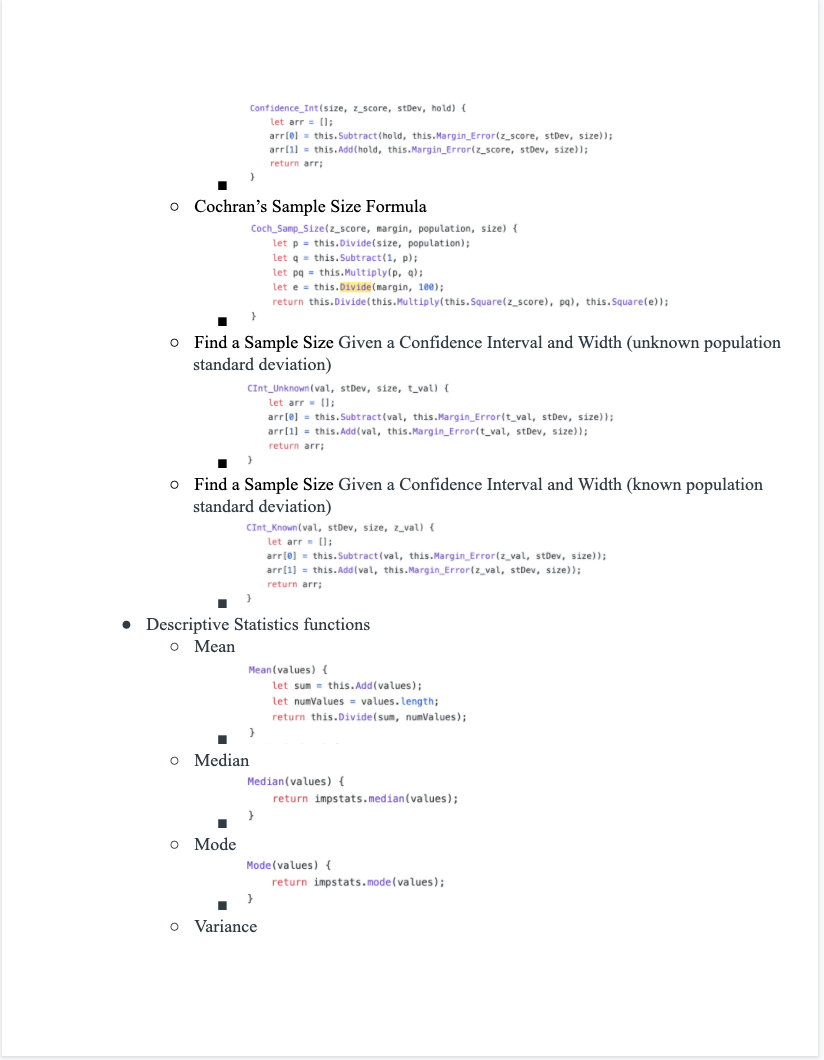 Confidence_Int(size, z_score, stDev, hold) {
let arr = [];
arr[0] = this.Subtract(hold, this.Margin_Error(z_score, stDev, size));
arr[1] = this.Add(hold, this.Margin_Error(z_score, stDev, size));
return arr;
}
■
○ Cochran’s Sample Size Formula
Coch_Samp_Size(z_score, margin, population, size) {
let p = this.Divide(size, population);
let q = this.Subtract(1, p);
let pq = this.Multiply(p, q);
let e = this.Divide(margin, 100);
return this.Divide(this.Multiply(this.Square(z_score), pq), this.Square(e));
}
■
○ Find a Sample Size Given a Confidence Interval and Width (unknown population
standard deviation)
CInt_Unknown(val, stDev, size, t_val) {
let arr = [];
arr[0] = this.Subtract(val, this.Margin_Error(t_val, stDev, size));
arr[1] = this.Add(val, this.Margin_Error(t_val, stDev, size));
return arr;
}
■
○ Find a Sample Size Given a Confidence Interval and Width (known population
standard deviation)
CInt_Known(val, stDev, size, z_val) {
let arr = [];
arr[0] = this.Subtract(val, this.Margin_Error(z_val, stDev, size));
arr[1] = this.Add(val, this.Margin_Error(z_val, stDev, size));
return arr;
}
■
● Descriptive Statistics functions
○ Mean
Mean(values) {
let sum = this.Add(values);
let numValues = values.length;
return this.Divide(sum, numValues);
}
■
○ Median
Median(values) {
return impstats.median(values);
}
■
○ Mode
Mode(values) {
return impstats.mode(values);
}
■
○ Variance